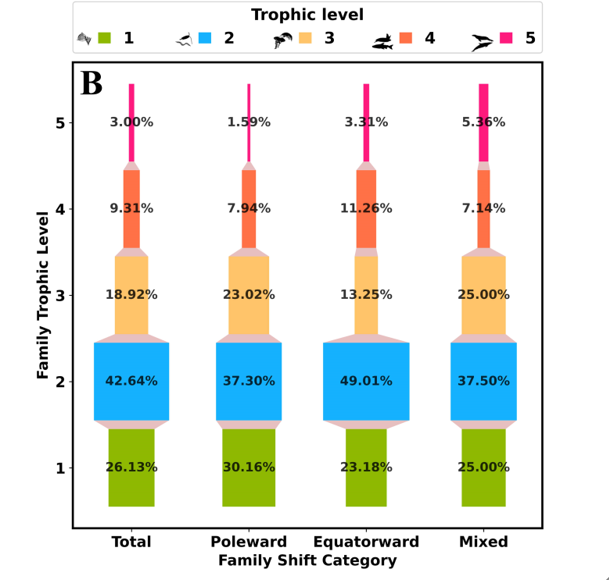 Trophic level
1 2 3 4 5
B
5 3.00% 1.59% 3.31% 5.36%
4 9.31% 7.94% 11.26% 7.14%
3 18.92% 23.02% 13.25% 25.00%
2 42.64% 37.30% 49.01% 37.50%
1 26.13% 30.16% 23.18% 25.00%
Family Trophic Level
Total Poleward Equatorward Mixed
Family Shift Category